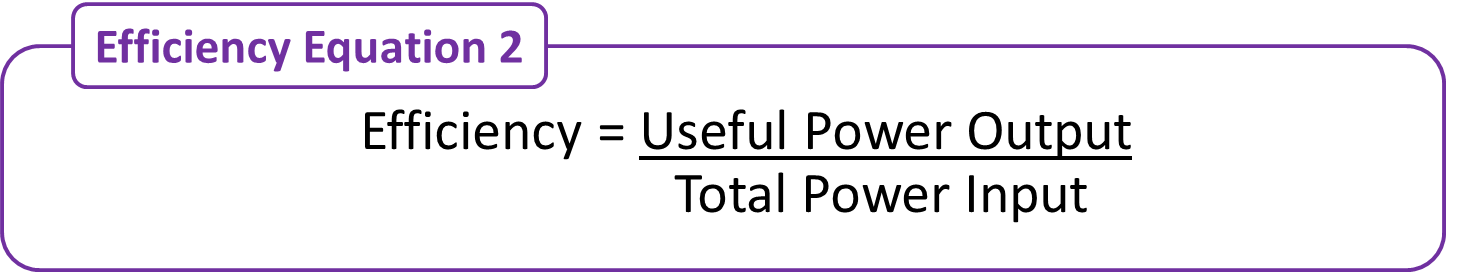 Efficiency Equation 2
Efficiency = Useful Power Output
Total Power Input